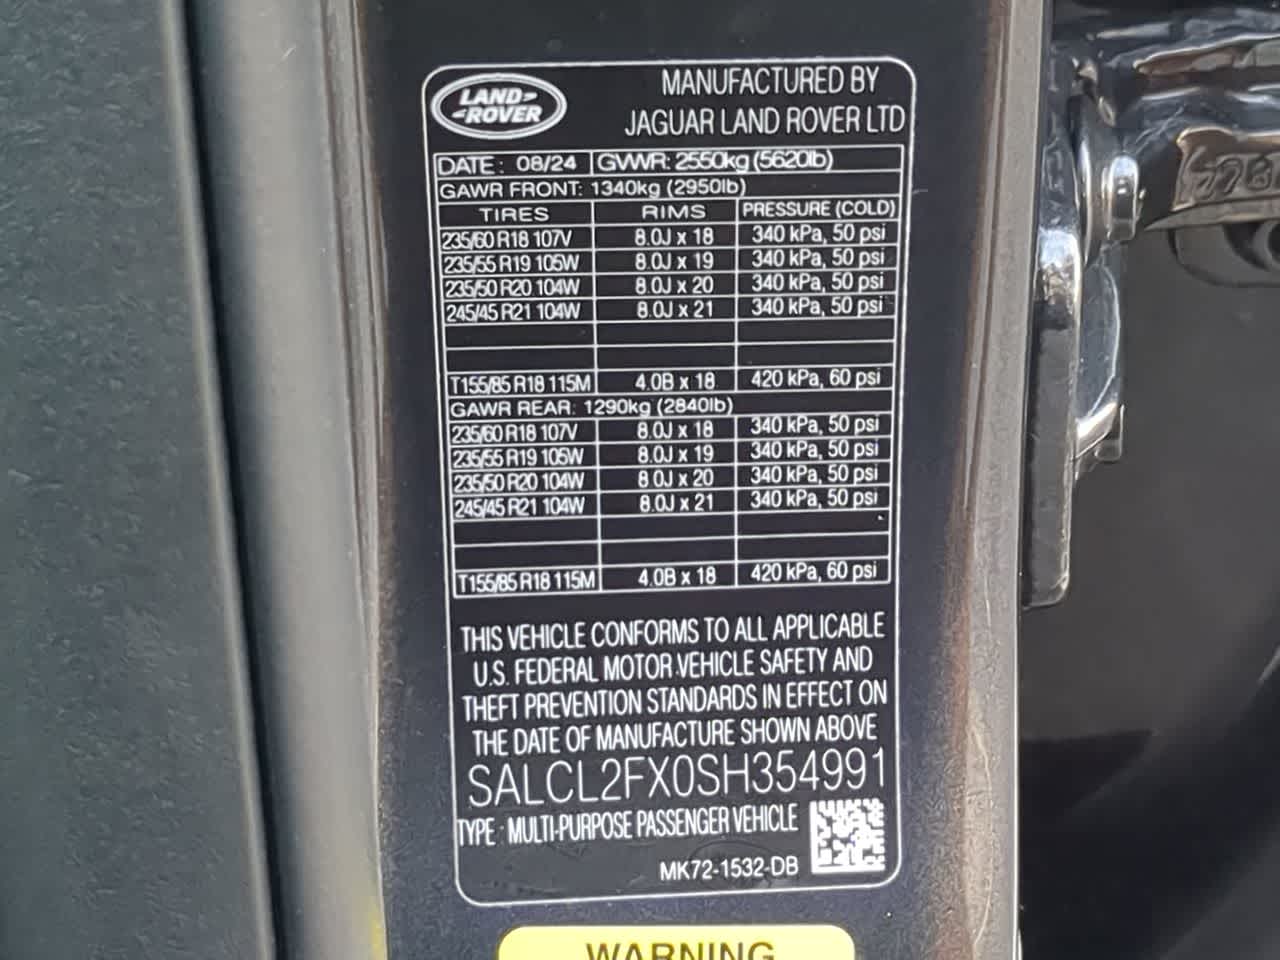 LAND ROVER
MANUFACTURED BY
JAGUAR LAND ROVER LTD
DATE: 08/24 GVWR: 2550kg (5620lb)
GAWR FRONT: 1340kg (2950lb)
TIRES RIMS PRESSURE (COLD)
235/60 R18 107V 8.0J x 18 340 kPa, 50 psi
235/55 R19 105W 8.0J x 19 340 kPa, 50 psi
235/50 R20 104W 8.0J x 20 340 kPa, 50 psi
245/45 R21 104W 8.0J x 21 340 kPa, 50 psi
T155/85 R18 115M 4.0B x 18 420 kPa, 60 psi
GAWR REAR: 1290kg (2840lb)
235/60 R18 107V 8.0J x 18 340 kPa, 50 psi
235/55 R19 105W 8.0J x 19 340 kPa, 50 psi
235/50 R20 104W 8.0J x 20 340 kPa, 50 psi
245/45 R21 104W 8.0J x 21 340 kPa, 50 psi
T155/85 R18 115M 4.0B x 18 420 kPa, 60 psi
THIS VEHICLE CONFORMS TO ALL APPLICABLE
U.S. FEDERAL MOTOR VEHICLE SAFETY AND
THEFT PREVENTION STANDARDS IN EFFECT ON
THE DATE OF MANUFACTURE SHOWN ABOVE
SALCL2FX0SH354991
TYPE : MULTI-PURPOSE PASSENGER VEHICLE
MK72-1532-DB
WARNING